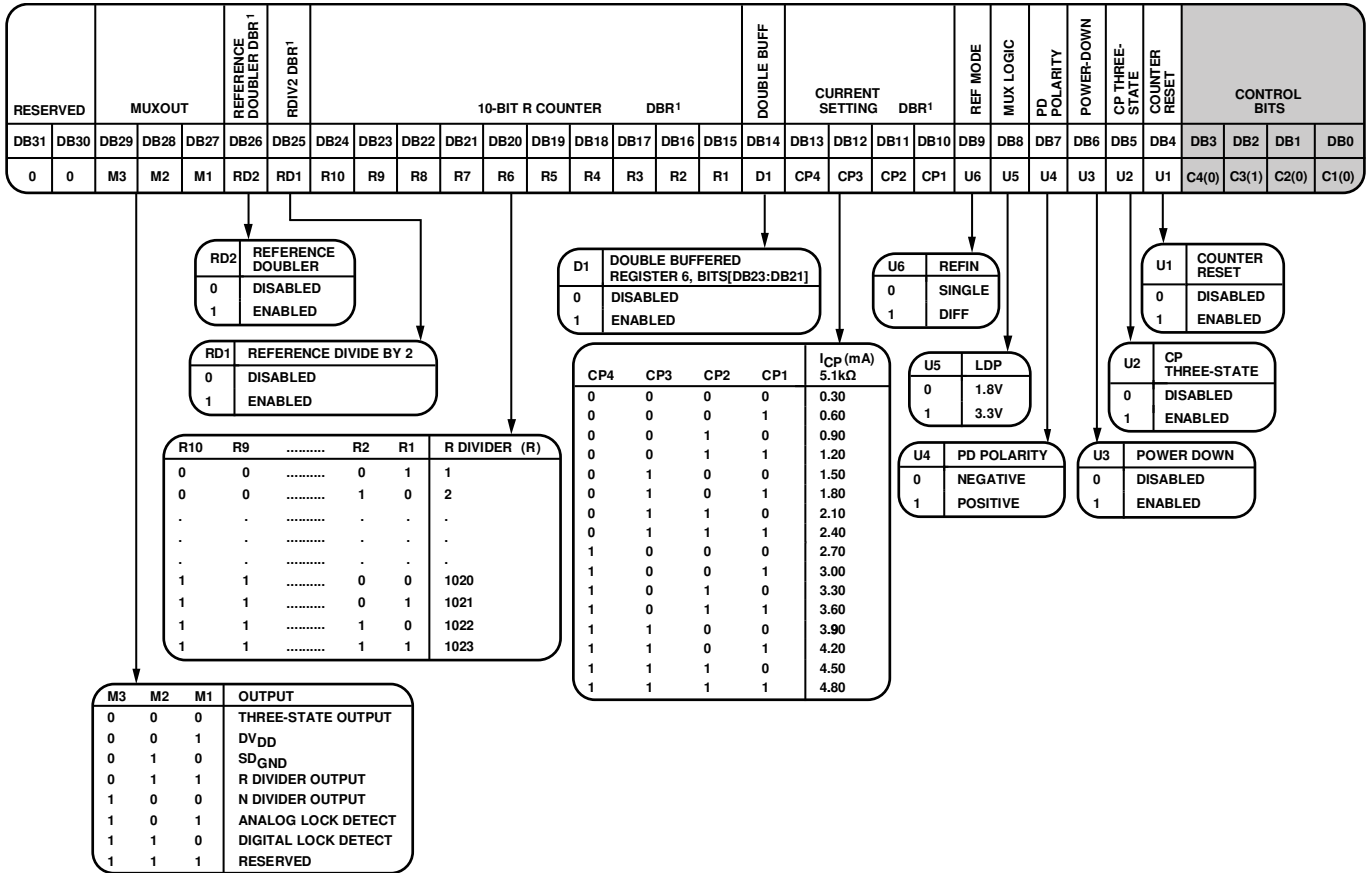 RESERVED MUXOUT REFERENCE DOUBLER DBR1 RDIV2 DBR1 10-BIT R COUNTER DBR1 DOUBLE BUFF CURRENT SETTING DBR1 REF MODE MUX LOGIC PD POLARITY POWER-DOWN CP THREE-STATE COUNTER RESET CONTROL BITS
DB31 DB30 DB29 DB28 DB27 DB26 DB25 DB24 DB23 DB22 DB21 DB20 DB19 DB18 DB17 DB16 DB15 DB14 DB13 DB12 DB11 DB10 DB9 DB8 DB7 DB6 DB5 DB4 DB3 DB2 DB1 DB0
0 0 M3 M2 M1 RD2 RD1 R10 R9 R8 R7 R6 R5 R4 R3 R2 R1 D1 CP4 CP3 CP2 CP1 U6 U5 U4 U3 U2 U1 C4(0) C3(1) C2(0) C1(0)
RD2 REFERENCE DOUBLER
0 DISABLED
1 ENABLED
RD1 REFERENCE DIVIDE BY 2
0 DISABLED
1 ENABLED
R10 R9 .......... R2 R1 R DIVIDER (R)
0 0 .......... 0 1 1
0 0 .......... 1 0 2
. . .......... . . .
. . .......... . . .
. . .......... . . .
1 1 .......... 0 0 1020
1 1 .......... 0 1 1021
1 1 .......... 1 0 1022
1 1 .......... 1 1 1023
D1 DOUBLE BUFFERED
REGISTER 6, BITS[DB23:DB21]
0 DISABLED
1 ENABLED
CP4 CP3 CP2 CP1 ICP (mA) 5.1kΩ
0 0 0 0 0.30
0 0 0 1 0.60
0 0 1 0 0.90
0 0 1 1 1.20
0 1 0 0 1.50
0 1 0 1 1.80
0 1 1 0 2.10
0 1 1 1 2.40
1 0 0 0 2.70
1 0 0 1 3.00
1 0 1 0 3.30
1 0 1 1 3.60
1 1 0 0 3.90
1 1 0 1 4.20
1 1 1 0 4.50
1 1 1 1 4.80
U6 REFIN
0 SINGLE
1 DIFF
U5 LDP
0 1.8V
1 3.3V
U4 PD POLARITY
0 NEGATIVE
1 POSITIVE
U1 COUNTER RESET
0 DISABLED
1 ENABLED
U2 CP THREE-STATE
0 DISABLED
1 ENABLED
U3 POWER DOWN
0 DISABLED
1 ENABLED
M3 M2 M1 OUTPUT
0 0 0 THREE-STATE OUTPUT
0 0 1 DVDD
0 1 0 SDGND
0 1 1 R DIVIDER OUTPUT
1 0 0 N DIVIDER OUTPUT
1 0 1 ANALOG LOCK DETECT
1 1 0 DIGITAL LOCK DETECT
1 1 1 RESERVED